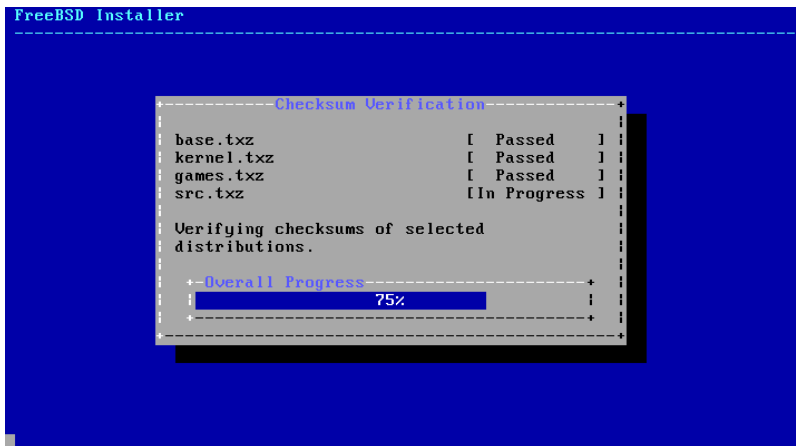 FreeBSD Installer
Checksum Verification
base.txz [ Passed ]
kernel.txz [ Passed ]
games.txz [ Passed ]
src.txz [In Progress ]
Verifying checksums of selected
distributions.
Overall Progress
75%